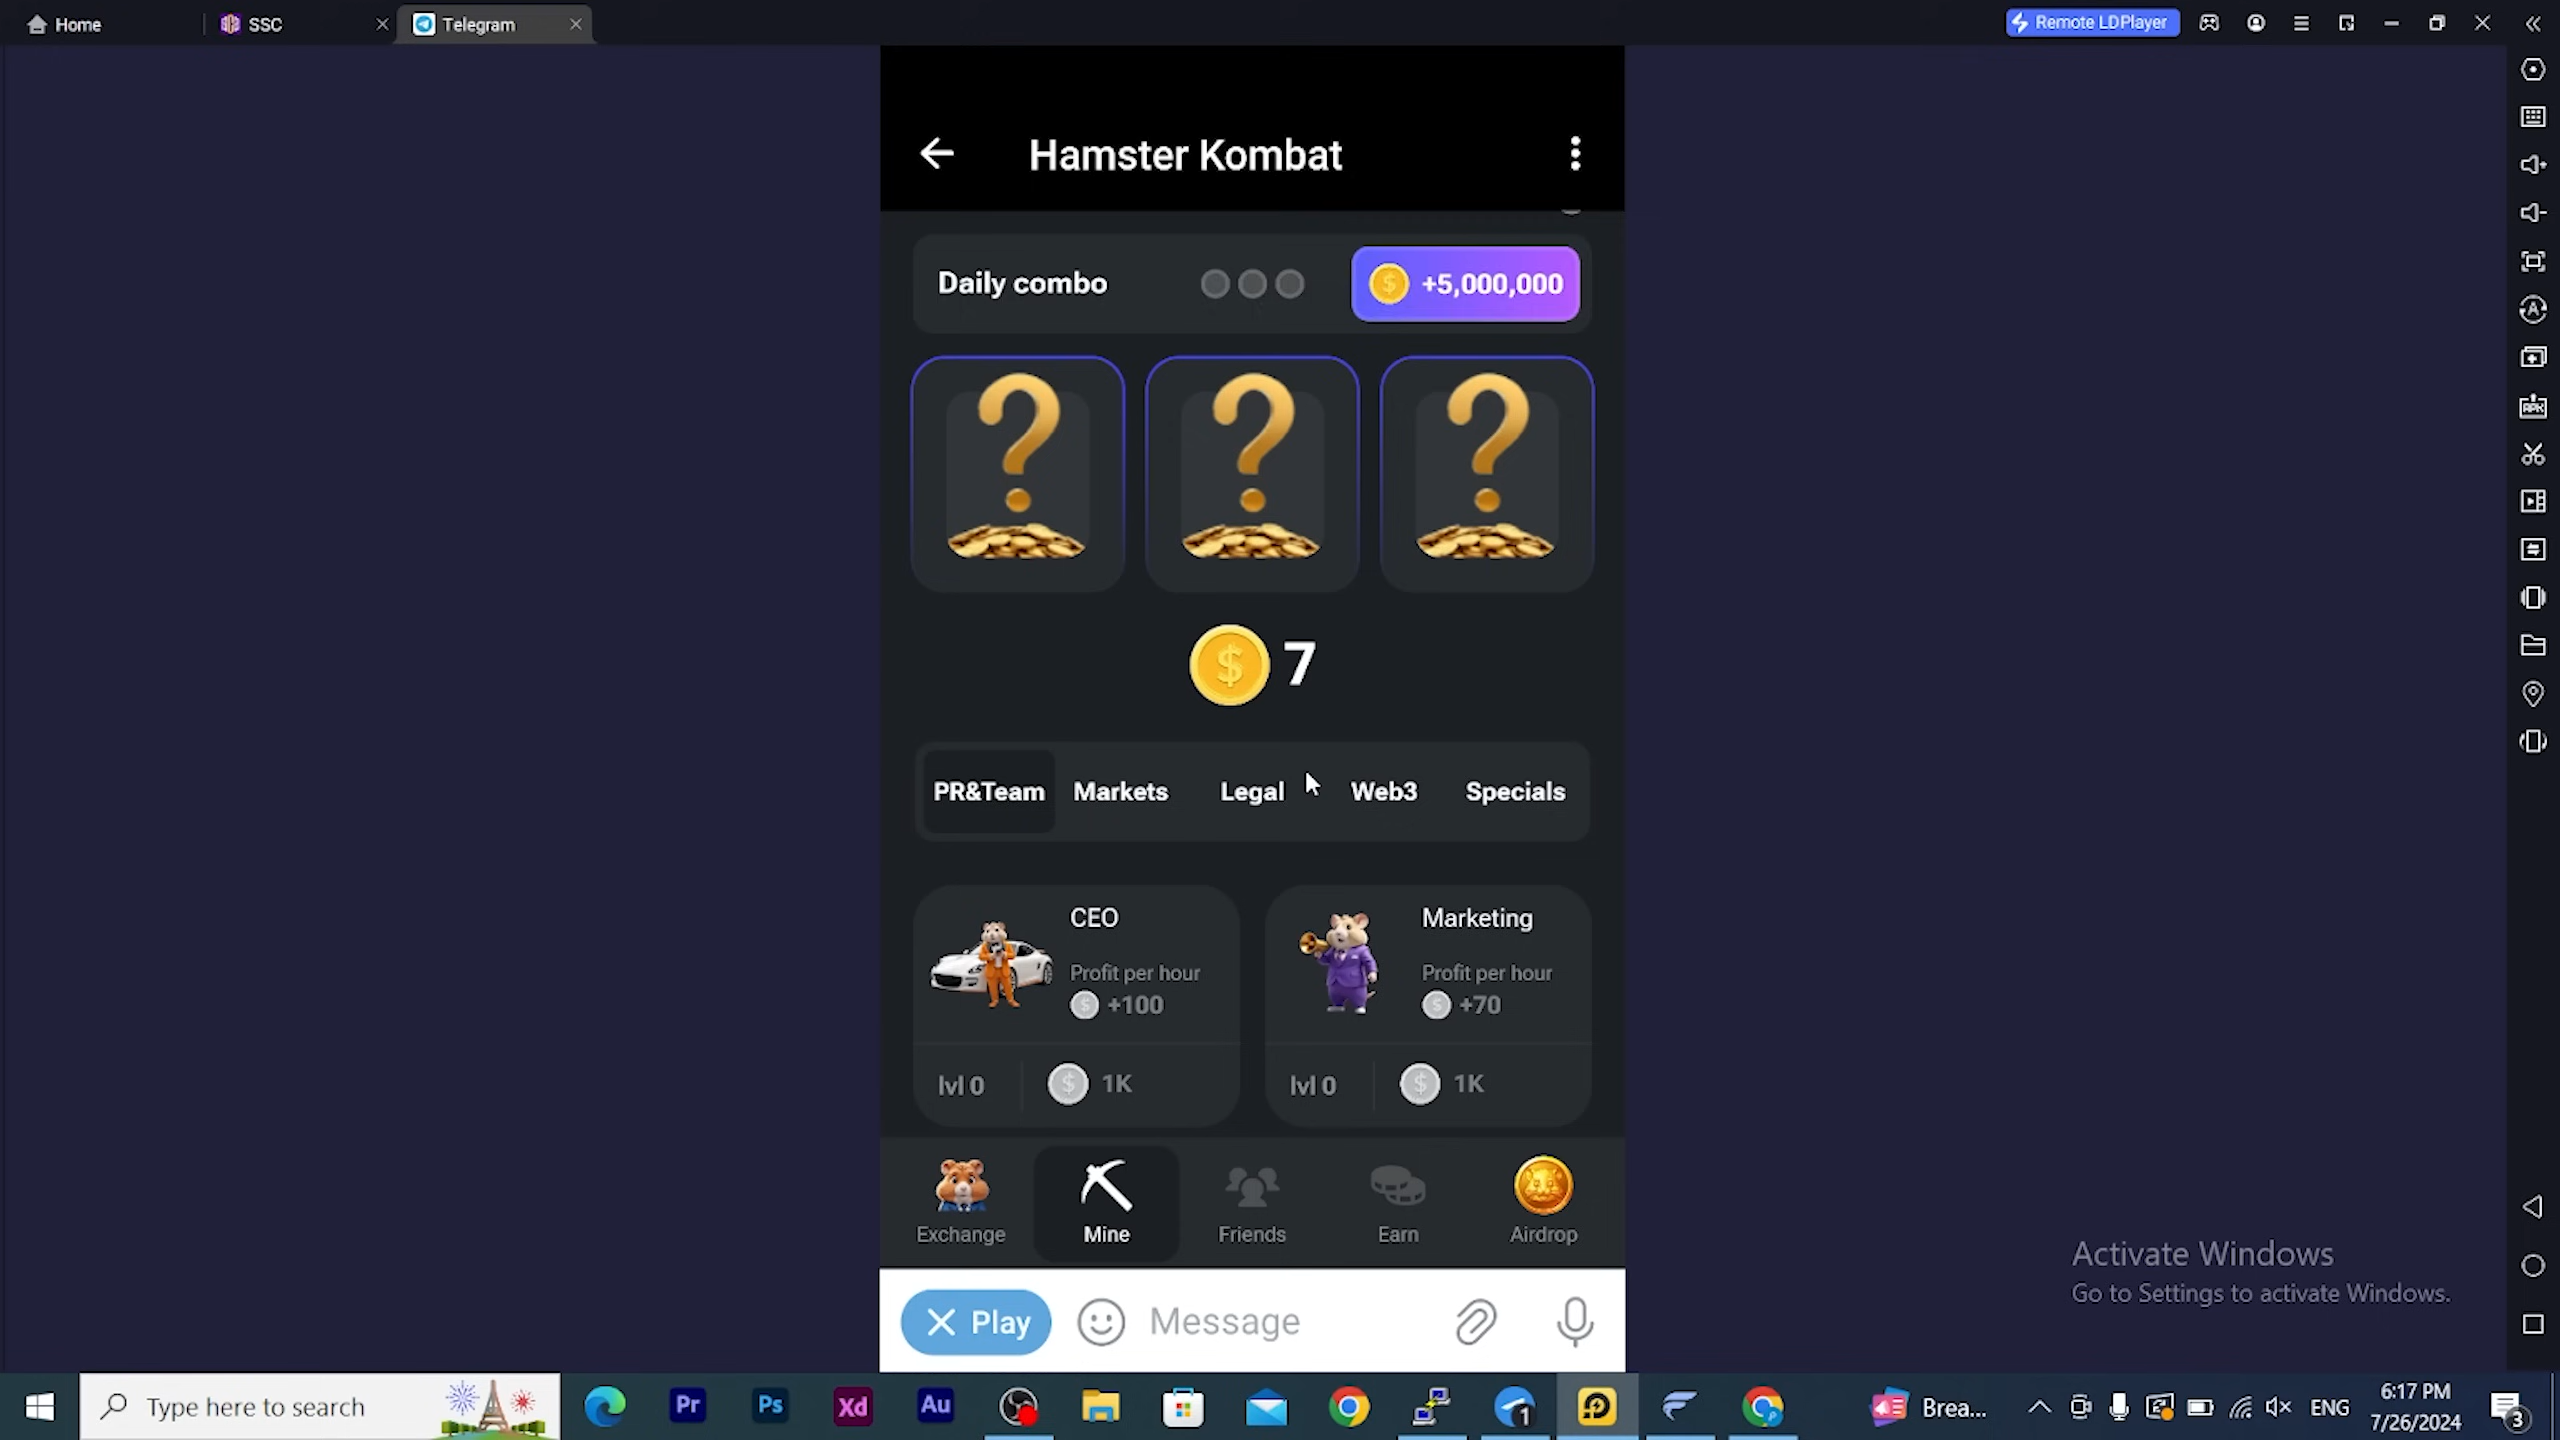 Home
SSC
Telegram
Remote LDPlayer
Hamster Kombat
Daily combo
+5,000,000
7
PR&Team
Markets
Legal
Web3
Specials
CEO
Profit per hour
+100
lvl 0
1K
Marketing
Profit per hour
+70
lvl 0
1K
Exchange
Mine
Friends
Earn
Airdrop
Play
Message
Activate Windows
Go to Settings to activate Windows.
Type here to search
Pr
Ps
Xd
Au
1
Brea...
ENG
6:17 PM
7/26/2024
3